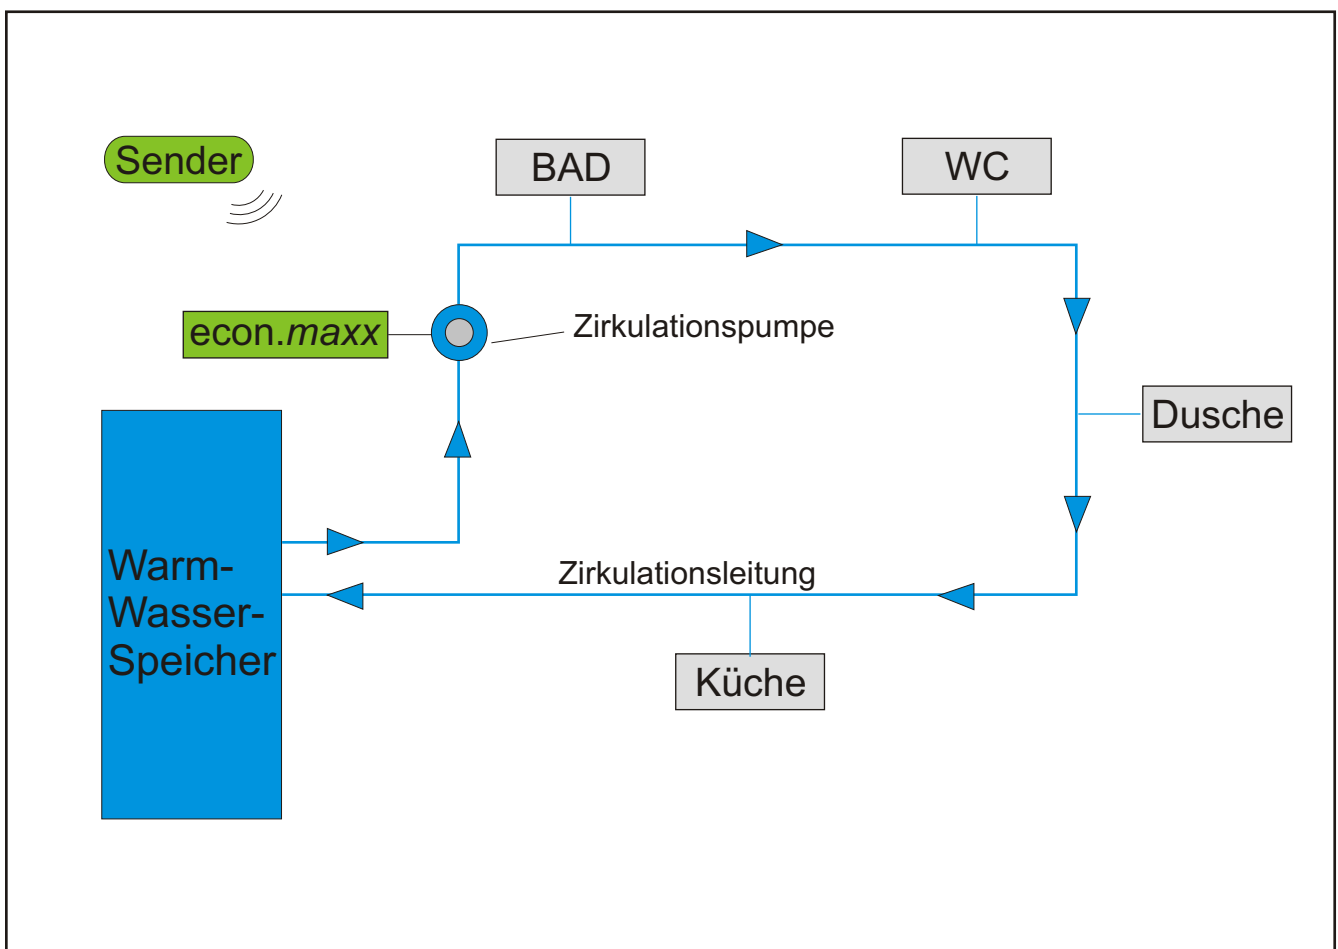 Sender
BAD
WC
econ.maxx
Zirkulationspumpe
Dusche
Warm-
Wasser-
Speicher
Zirkulationsleitung
Küche